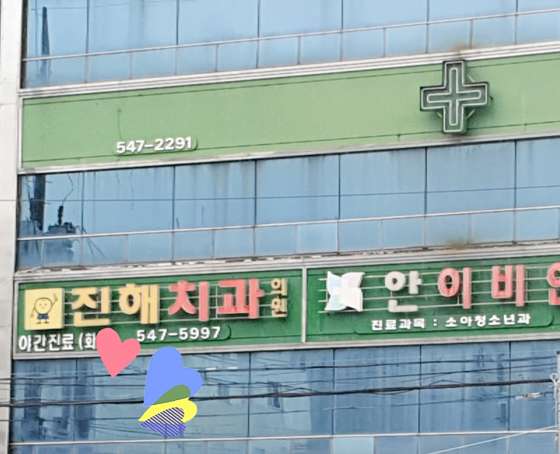 547-2291
진해치과의원
야간진료 (화
547-5997
안이비
진료과목 : 소아청소년과